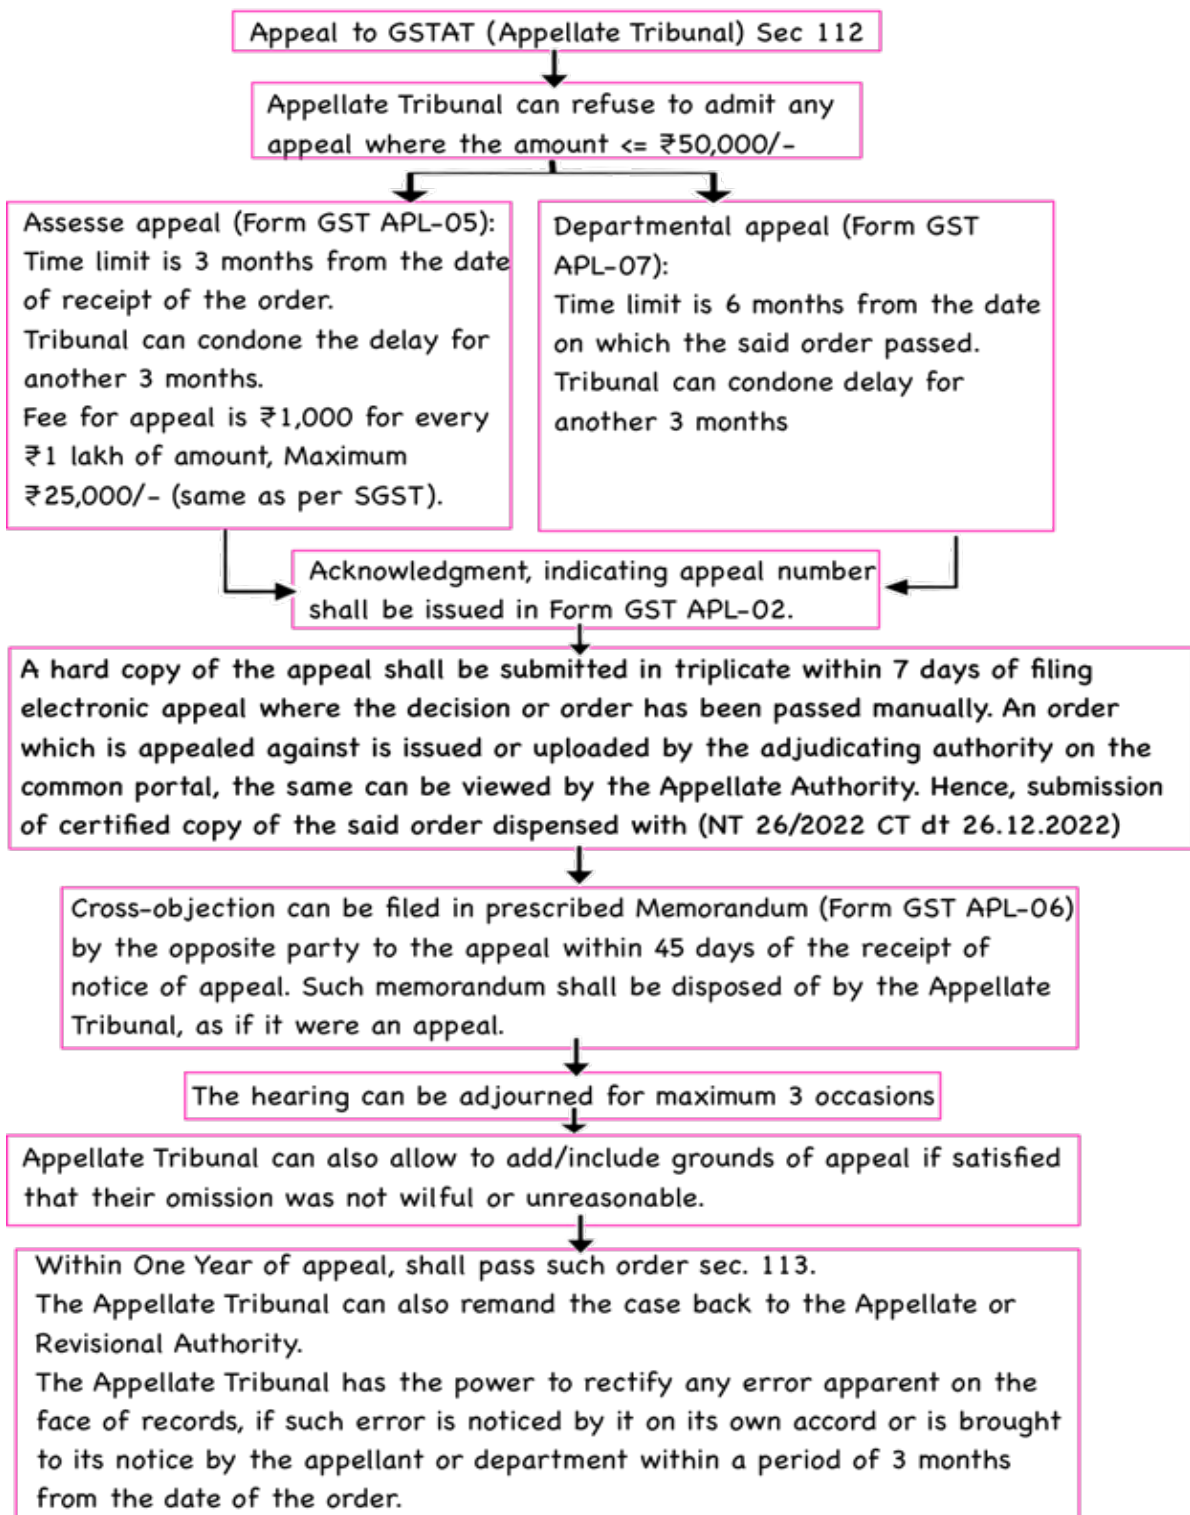 Appeal to GSTAT (Appellate Tribunal) Sec 112
Appellate Tribunal can refuse to admit any
appeal where the amount <= ₹50,000/-
Assesse appeal (Form GST APL-05):
Time limit is 3 months from the date
of receipt of the order.
Tribunal can condone the delay for
another 3 months.
Fee for appeal is ₹1,000 for every
₹1 lakh of amount, Maximum
₹25,000/- (same as per SGST).
Departmental appeal (Form GST
APL-07):
Time limit is 6 months from the date
on which the said order passed.
Tribunal can condone delay for
another 3 months
Acknowledgment, indicating appeal number
shall be issued in Form GST APL-02.
A hard copy of the appeal shall be submitted in triplicate within 7 days of filing
electronic appeal where the decision or order has been passed manually. An order
which is appealed against is issued or uploaded by the adjudicating authority on the
common portal, the same can be viewed by the Appellate Authority. Hence, submission
of certified copy of the said order dispensed with (NT 26/2022 CT dt 26.12.2022)
Cross-objection can be filed in prescribed Memorandum (Form GST APL-06)
by the opposite party to the appeal within 45 days of the receipt of
notice of appeal. Such memorandum shall be disposed of by the Appellate
Tribunal, as if it were an appeal.
The hearing can be adjourned for maximum 3 occasions
Appellate Tribunal can also allow to add/include grounds of appeal if satisfied
that their omission was not wilful or unreasonable.
Within One Year of appeal, shall pass such order sec. 113.
The Appellate Tribunal can also remand the case back to the Appellate or
Revisional Authority.
The Appellate Tribunal has the power to rectify any error apparent on the
face of records, if such error is noticed by it on its own accord or is brought
to its notice by the appellant or department within a period of 3 months
from the date of the order.